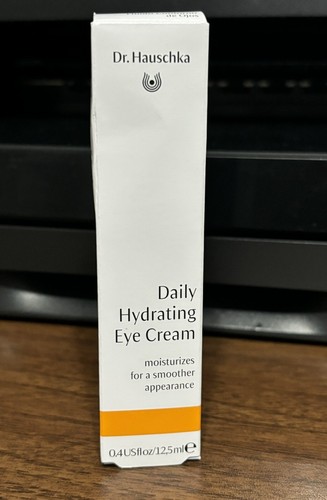 Dr. Hauschka
Daily
Hydrating
Eye Cream
moisturizes
for a smoother
appearance
0.4 US fl oz/12,5 ml ℮